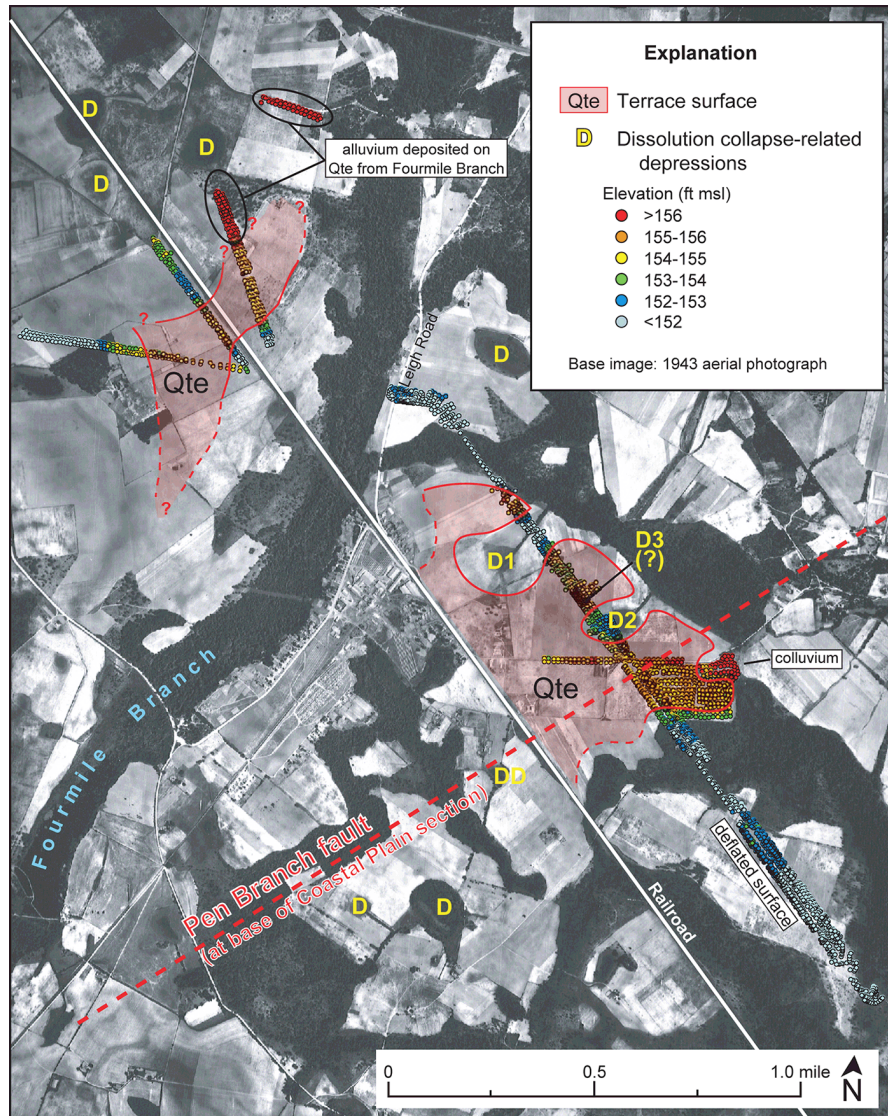 Explanation
Qte Terrace surface
D Dissolution collapse-related
depressions
Elevation (ft msl)
>156
155-156
154-155
153-154
152-153
<152
Base image: 1943 aerial photograph
D
D
D
alluvium deposited on
Qte from Fourmile Branch
?
?
?
?
?
Qte
Leigh Road
D
D1
D3
(?)
D2
colluvium
Qte
Fourmile Branch
DD
Pen Branch fault
(at base of Coastal Plain section)
D
D
deflated surface
Railroad
0 0.5 1.0 mile
N